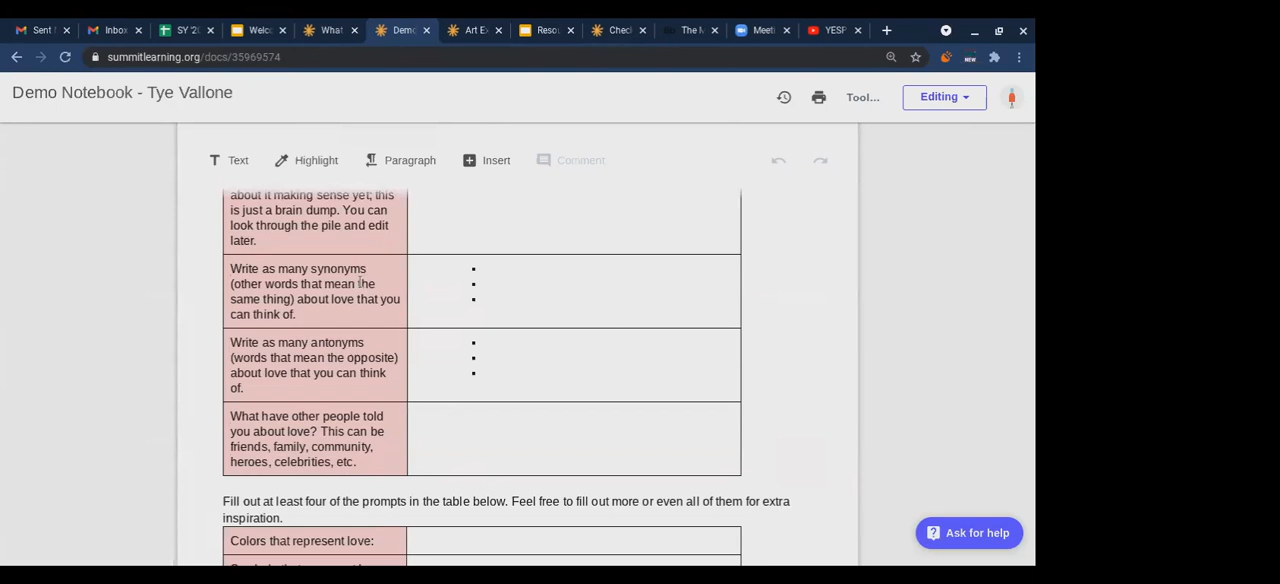 Sent
Inbox
SY '2
Welc
What
Demo
Art E
Resou
Check
The M
Meeti
YESP
summitlearning.org/docs/35969574
NEW
Demo Notebook - Tye Vallone
Tool...
Editing
Text
Highlight
Paragraph
Insert
Comment
about it making sense yet; this
is just a brain dump. You can
look through the pile and edit
later.
Write as many synonyms
(other words that mean the
same thing) about love that you
can think of.
Write as many antonyms
(words that mean the opposite)
about love that you can think
of.
What have other people told
you about love? This can be
friends, family, community,
heroes, celebrities, etc.
Fill out at least four of the prompts in the table below. Feel free to fill out more or even all of them for extra
inspiration.
Colors that represent love:
Ask for help